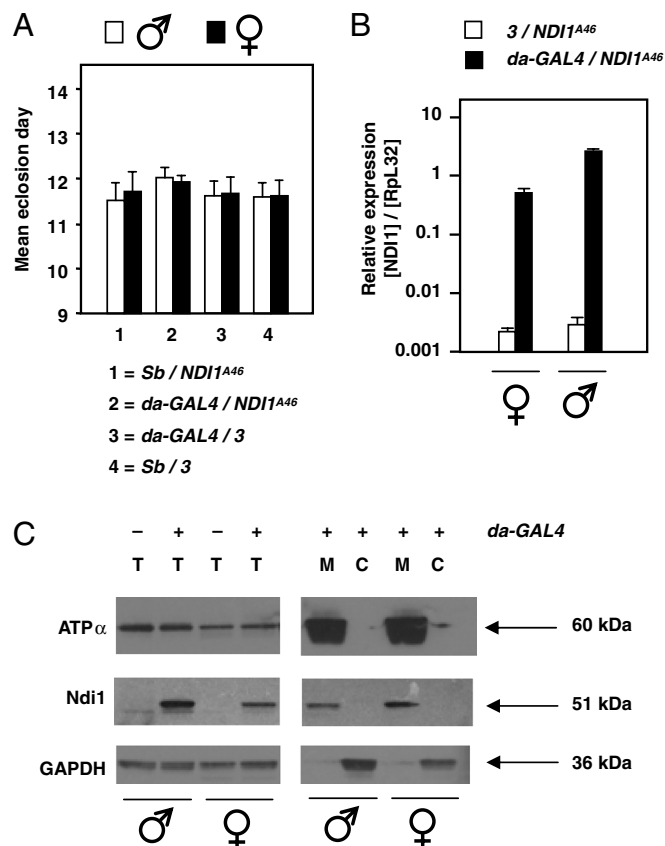 A
♂ ♀
Mean eclosion day
14
13
12
11
10
9
1 2 3 4
1 = Sb / NDI1ᴬ⁴⁶
2 = da-GAL4 / NDI1ᴬ⁴⁶
3 = da-GAL4 / 3
4 = Sb / 3
B
3 / NDI1ᴬ⁴⁶
da-GAL4 / NDI1ᴬ⁴⁶
Relative expression
[NDI1] / [RpL32]
10
1
0.1
0.003
0.001
♀ ♂
C
– + – + + + + + da-GAL4
T T T T M C M C
ATPα 60 kDa
Ndi1 51 kDa
GAPDH 36 kDa
♂ ♀ ♂ ♀